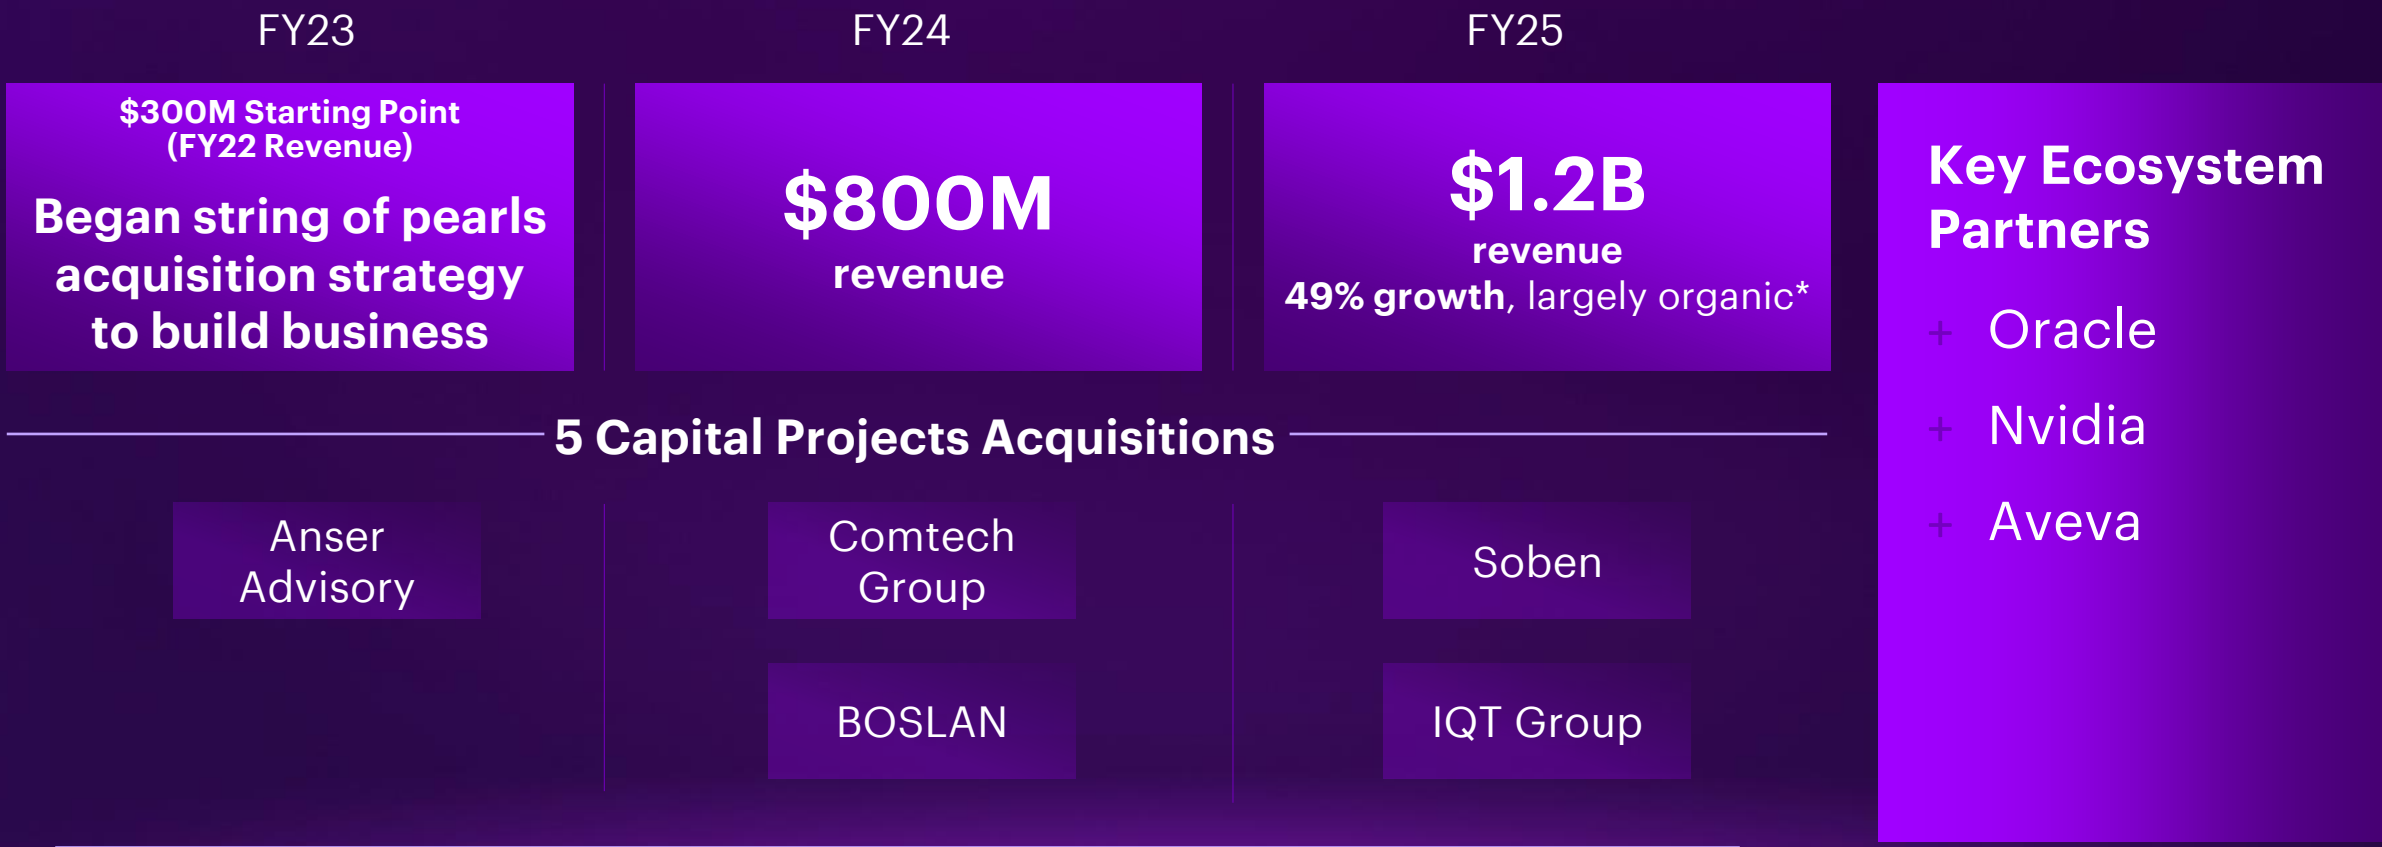 FY23
FY24
FY25
$300M Starting Point
(FY22 Revenue)
Began string of pearls
acquisition strategy
to build business
$800M
revenue
$1.2B
revenue
49% growth, largely organic*
5 Capital Projects Acquisitions
Anser
Advisory
Comtech
Group
BOSLAN
Soben
IQT Group
Key Ecosystem
Partners
+ Oracle
+ Nvidia
+ Aveva